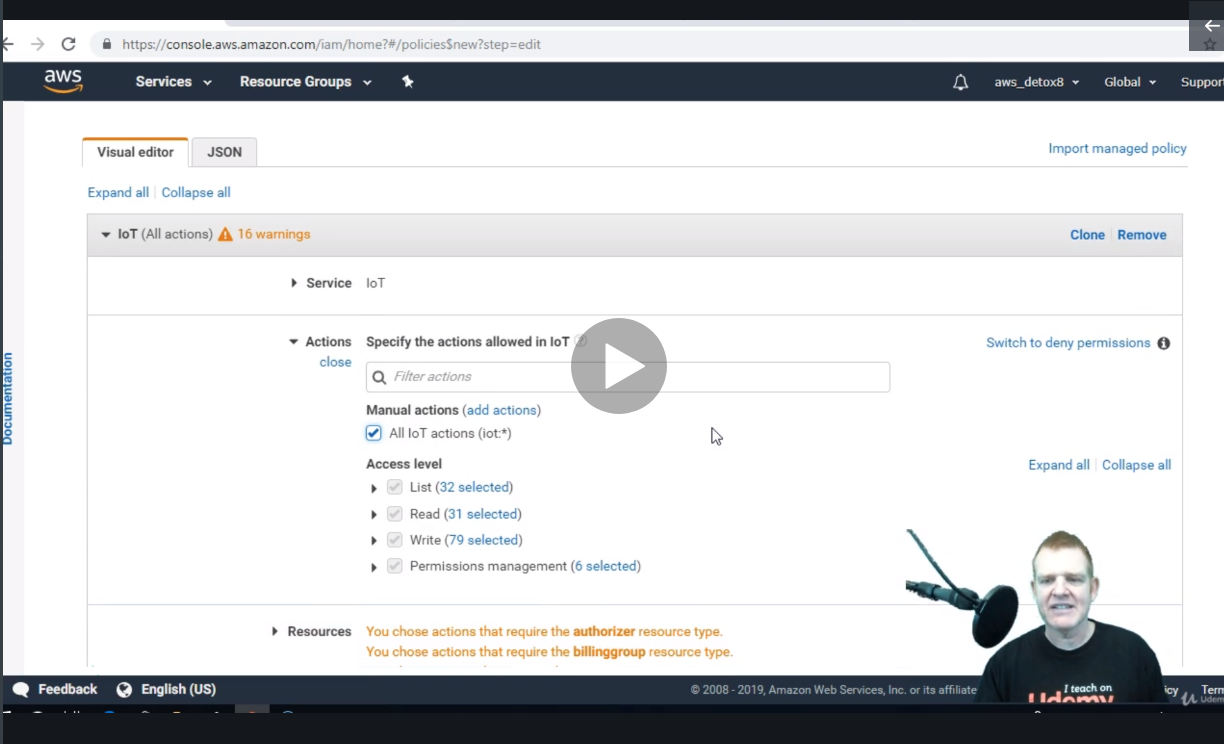 https://console.aws.amazon.com/iam/home?#/policies$new?step=edit
aws Services Resource Groups aws_detox8 Global Support
Visual editor JSON Import managed policy
Expand all Collapse all
IoT (All actions) 16 warnings Clone Remove
Service IoT
Actions Specify the actions allowed in IoT Switch to deny permissions
close
Filter actions
Documentation
Manual actions (add actions)
All IoT actions (iot:*)
Access level Expand all Collapse all
List (32 selected)
Read (31 selected)
Write (79 selected)
Permissions management (6 selected)
Resources You chose actions that require the authorizer resource type.
You chose actions that require the billinggroup resource type.
Feedback English (US) © 2008 - 2019, Amazon Web Services, Inc. or its affiliate
I teach on
Udemy
Udemy